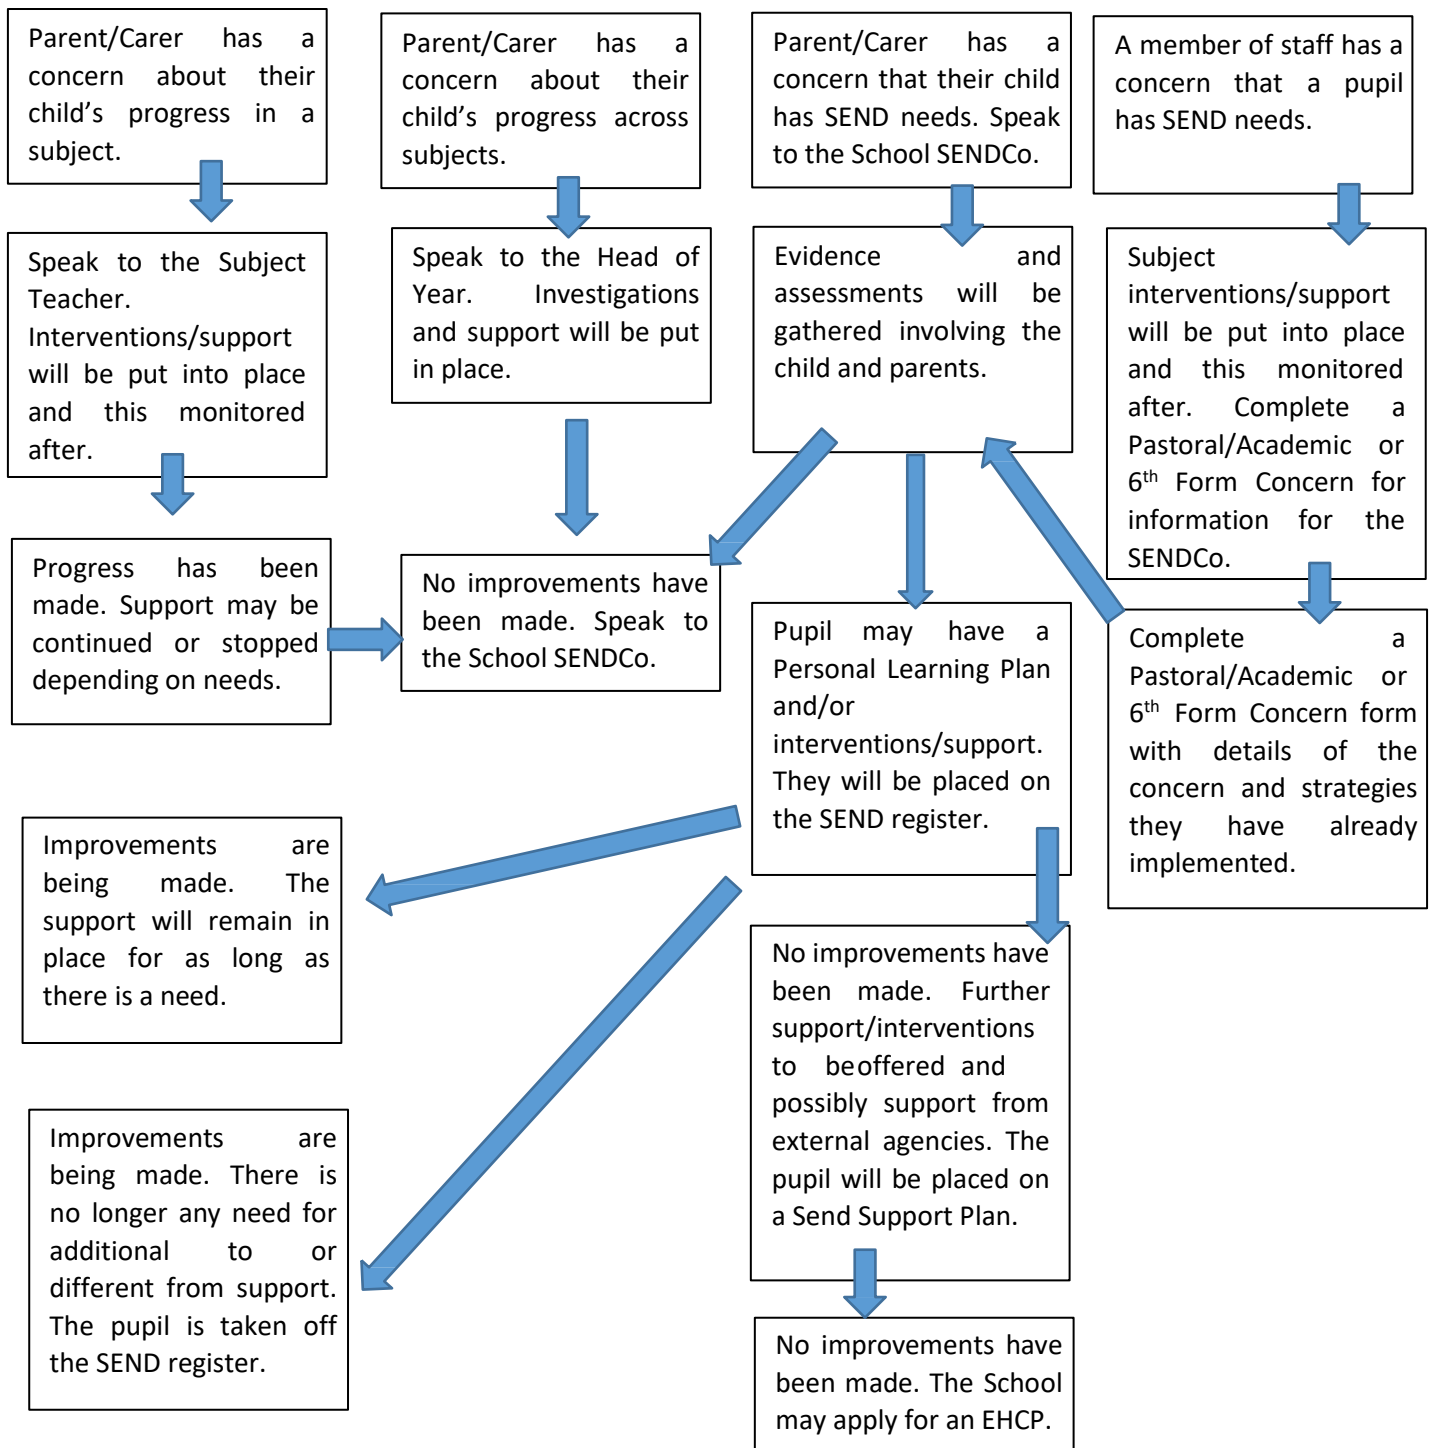 Parent/Carer has a
concern about their
child’s progress in a
subject.
Parent/Carer has a
concern about their
child’s progress across
subjects.
Parent/Carer has a
concern that their child
has SEND needs. Speak
to the School SENDCo.
A member of staff has a
concern that a pupil
has SEND needs.
Speak to the Subject
Teacher.
Interventions/support
will be put into place
and this monitored
after.
Speak to the Head of
Year. Investigations
and support will be put
in place.
Evidence and
assessments will be
gathered involving the
child and parents.
Subject
interventions/support
will be put into place
and this monitored
after. Complete a
Pastoral/Academic or
6th Form Concern for
information for the
SENDCo.
Progress has been
made. Support may be
continued or stopped
depending on needs.
No improvements have
been made. Speak to
the School SENDCo.
Pupil may have a
Personal Learning Plan
and/or
interventions/support.
They will be placed on
the SEND register.
Complete a
Pastoral/Academic or
6th Form Concern form
with details of the
concern and strategies
they have already
implemented.
Improvements are
being made. The
support will remain in
place for as long as
there is a need.
No improvements have
been made. Further
support/interventions
to beoffered and
possibly support from
external agencies. The
pupil will be placed on
a Send Support Plan.
Improvements are
being made. There is
no longer any need for
additional to or
different from support.
The pupil is taken off
the SEND register.
No improvements have
been made. The School
may apply for an EHCP.